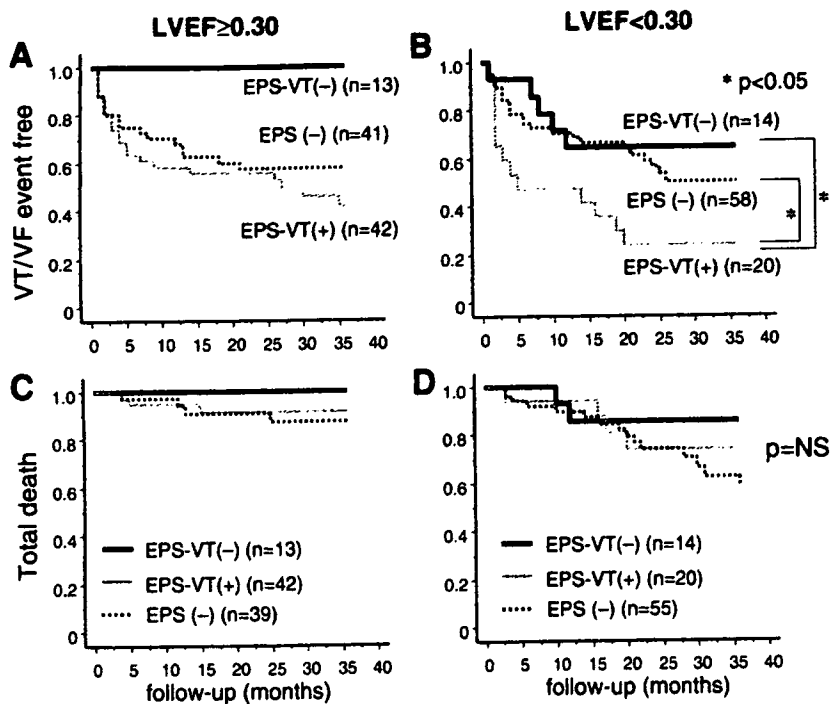 LVEF≥0.30
LVEF<0.30
A
VT/VF event free
1.0
0.8
0.6
0.4
0.2
0
EPS-VT(−) (n=13)
EPS (−) (n=41)
EPS-VT(+) (n=42)
0 5 10 15 20 25 30 35 40
B
1.0
0.8
0.6
0.4
0.2
0
* p<0.05
EPS-VT(−) (n=14)
EPS (−) (n=58)
*
*
EPS-VT(+) (n=20)
0 5 10 15 20 25 30 35 40
C
Total death
1.0
0.8
0.6
0.4
0.2
0
EPS-VT(−) (n=13)
EPS-VT(+) (n=42)
EPS (−) (n=39)
0 5 10 15 20 25 30 35 40
follow-up (months)
D
1.0
0.8
0.6
0.4
0.2
0
p=NS
EPS-VT(−) (n=14)
EPS-VT(+) (n=20)
EPS (−) (n=55)
0 5 10 15 20 25 30 35 40
follow-up (months)